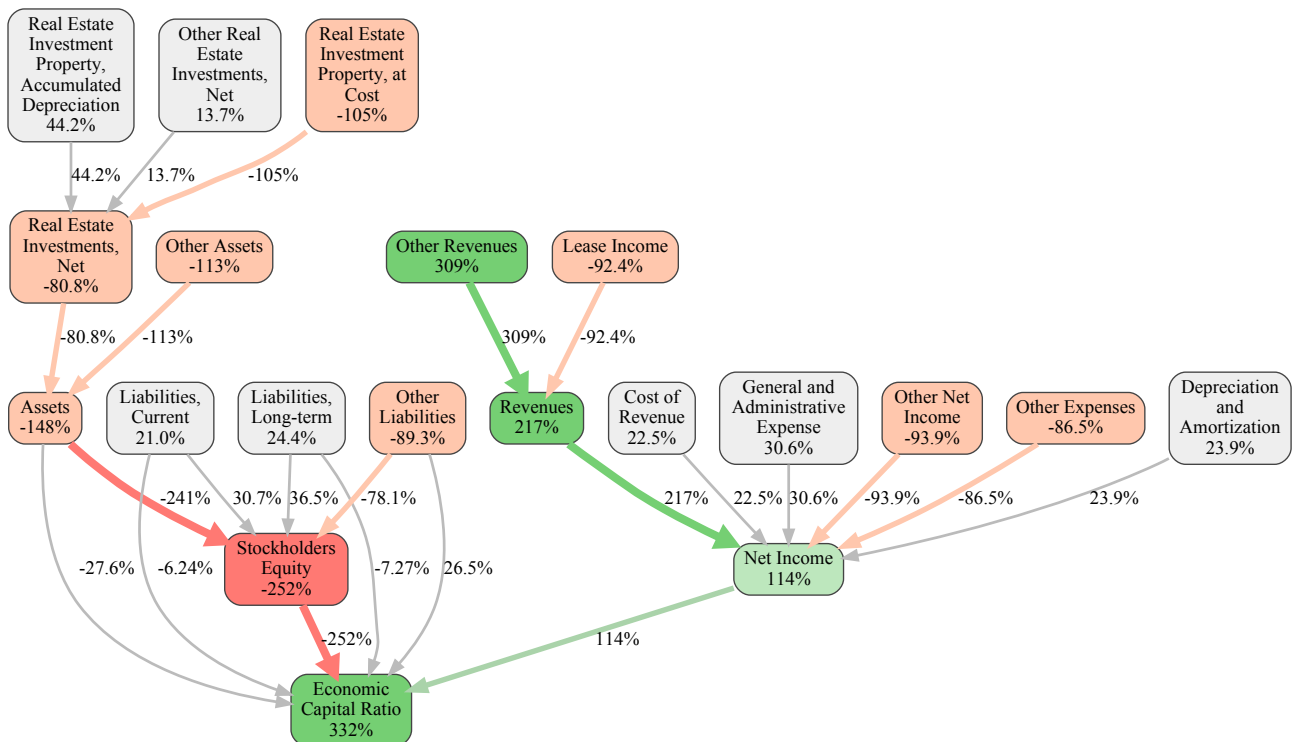 Real Estate
Investment
Property,
Accumulated
Depreciation
44.2%
Other Real
Estate
Investments,
Net
13.7%
Real Estate
Investment
Property, at
Cost
-105%
44.2%
13.7%
-105%
Real Estate
Investments,
Net
-80.8%
Other Assets
-113%
Other Revenues
309%
Lease Income
-92.4%
-80.8%
-113%
309%
-92.4%
Assets
-148%
Liabilities,
Current
21.0%
Liabilities,
Long-term
24.4%
Other
Liabilities
-89.3%
Revenues
217%
Cost of
Revenue
22.5%
General and
Administrative
Expense
30.6%
Other Net
Income
-93.9%
Other Expenses
-86.5%
Depreciation
and
Amortization
23.9%
-241%
30.7%
36.5%
-78.1%
217%
22.5%
30.6%
-93.9%
-86.5%
23.9%
Stockholders
Equity
-252%
Net Income
114%
-27.6%
-6.24%
-7.27%
26.5%
-252%
114%
Economic
Capital Ratio
332%